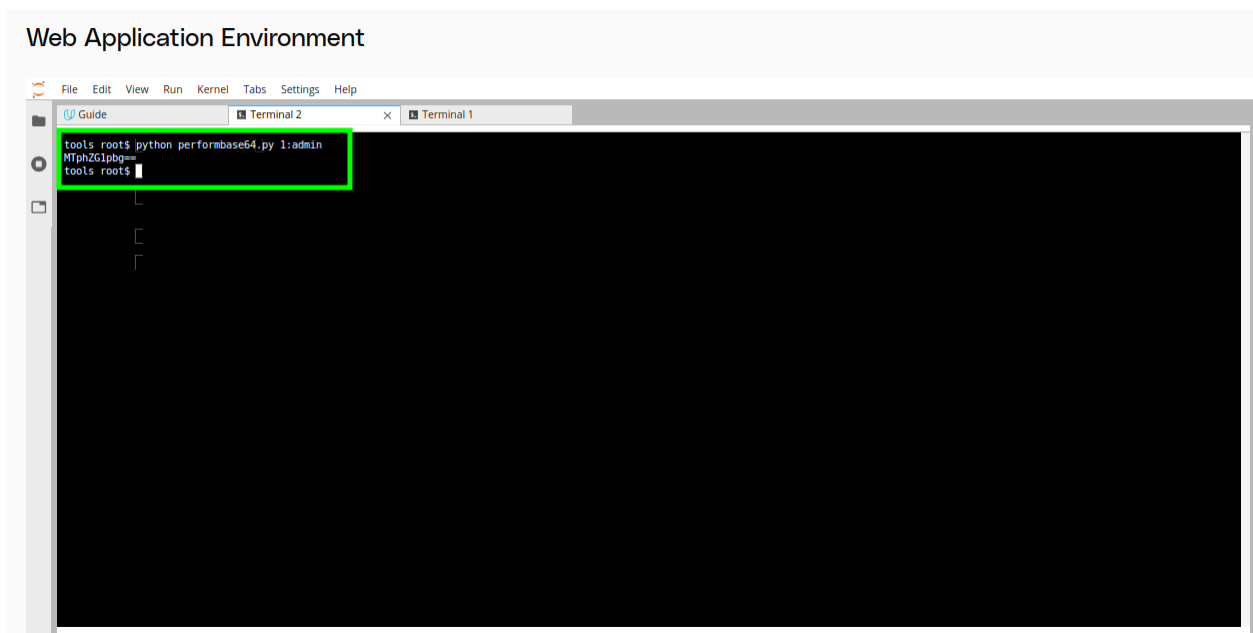 Web Application Environment
File Edit View Run Kernel Tabs Settings Help
Guide Terminal 2 Terminal 1
tools root$ python performbase64.py 1:admin
MTphZG1pbg==
tools root$